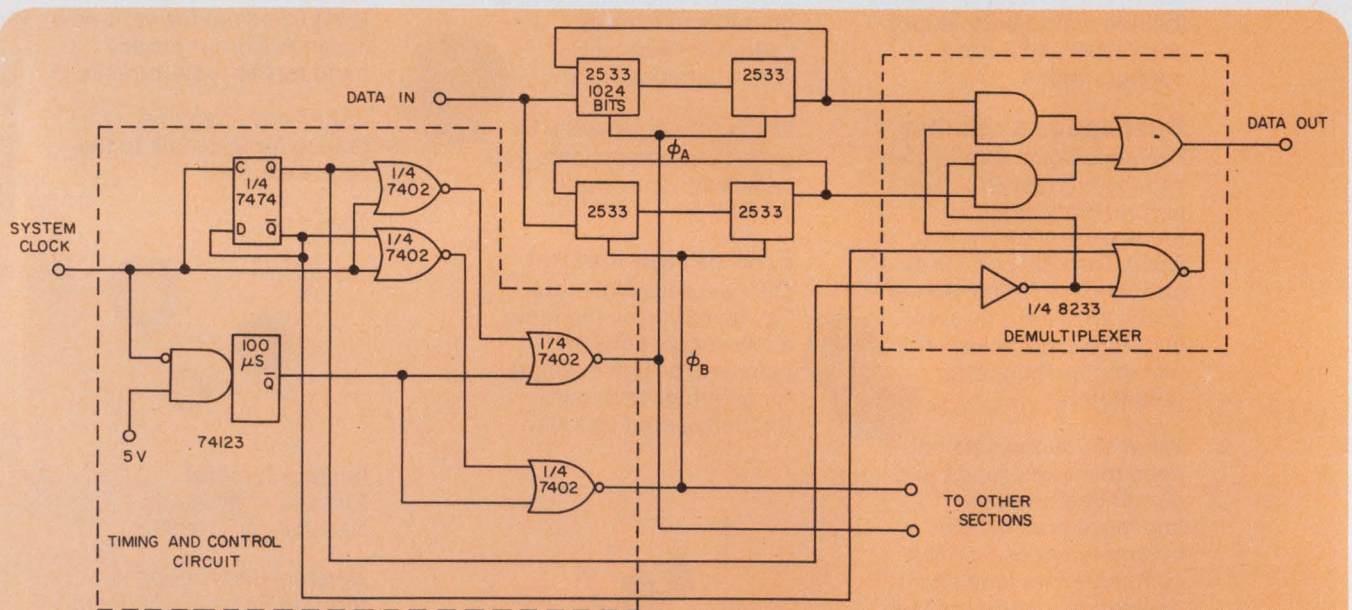 DATA IN
2533
1024
BITS
2533
ϕA
DATA OUT
SYSTEM
CLOCK
C Q
1/4
7474
D Q̅
1/4
7402
1/4
7402
2533
2533
1/4 8233
DEMULTIPLEXER
100
μS
Q̅
1/4
7402
ϕB
5V
74123
1/4
7402
TO OTHER
SECTIONS
TIMING AND CONTROL
CIRCUIT